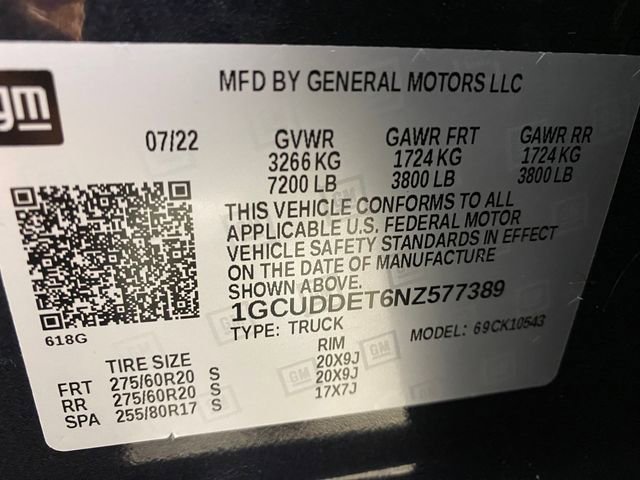 gm
MFD BY GENERAL MOTORS LLC
07/22 GVWR GAWR FRT GAWR RR
3266 KG 1724 KG 1724 KG
7200 LB 3800 LB 3800 LB
THIS VEHICLE CONFORMS TO ALL
APPLICABLE U.S. FEDERAL MOTOR
VEHICLE SAFETY STANDARDS IN EFFECT
ON THE DATE OF MANUFACTURE
SHOWN ABOVE.
1GCUDDET6NZ577389
618G TYPE: TRUCK MODEL: 69CK10543
TIRE SIZE RIM
FRT 275/60R20 S 20X9J
RR 275/60R20 S 20X9J
SPA 255/80R17 S 17X7J